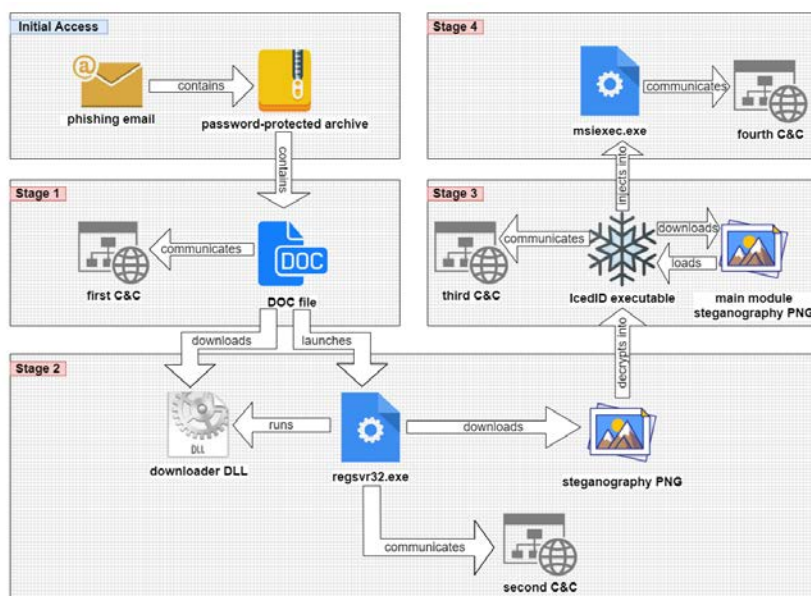 Initial Access
@
contains
phishing email
password-protected archive
contains
Stage 1
communicates
DOC
first C&C
DOC file
downloads
launches
Stage 2
DLL
runs
downloads
downloader DLL
regsvr32.exe
steganography PNG
communicates
second C&C
decrypts into
Stage 3
communicates
downloads
loads
third C&C
IcedID executable
main module
steganography PNG
injects into
Stage 4
communicates
msiexec.exe
fourth C&C